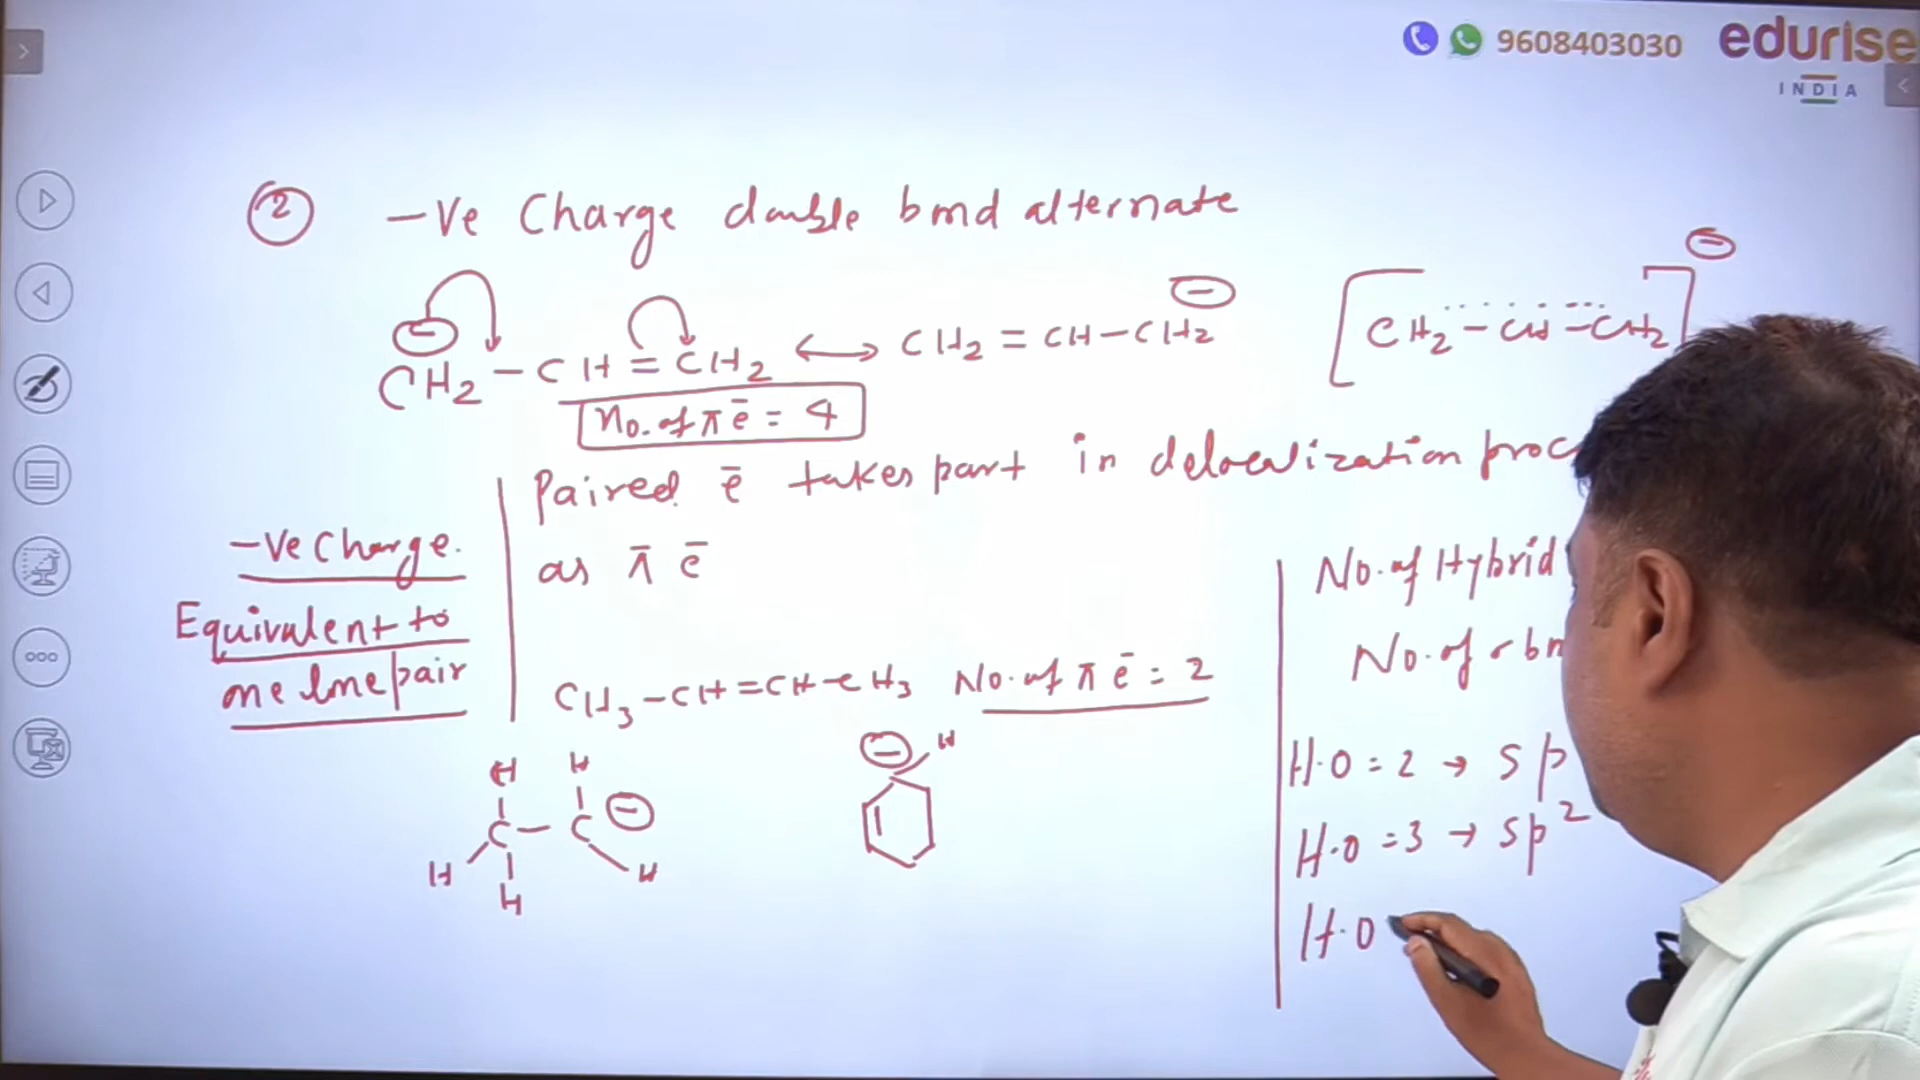 9608403030 edurise
INDIA
② -Ve Charge double bond alternate
⊖ ⊖ ⊖
CH₂-CH=CH₂ ⟷ CH₂=CH-CH₂ [CH₂-CH-CH₂]
No. of π ē = 4
Paired ē takes part in delocalization proc
as π ē
-Ve Charge.
Equivalent to
one lone pair
CH₃-CH=CH-CH₃ No. of π ē = 2
H H
H C-C ⊖
H H
⊖ H
No. of Hybrid
No. of σ bon
H.O = 2 → sp
H.O = 3 → sp²
H.O